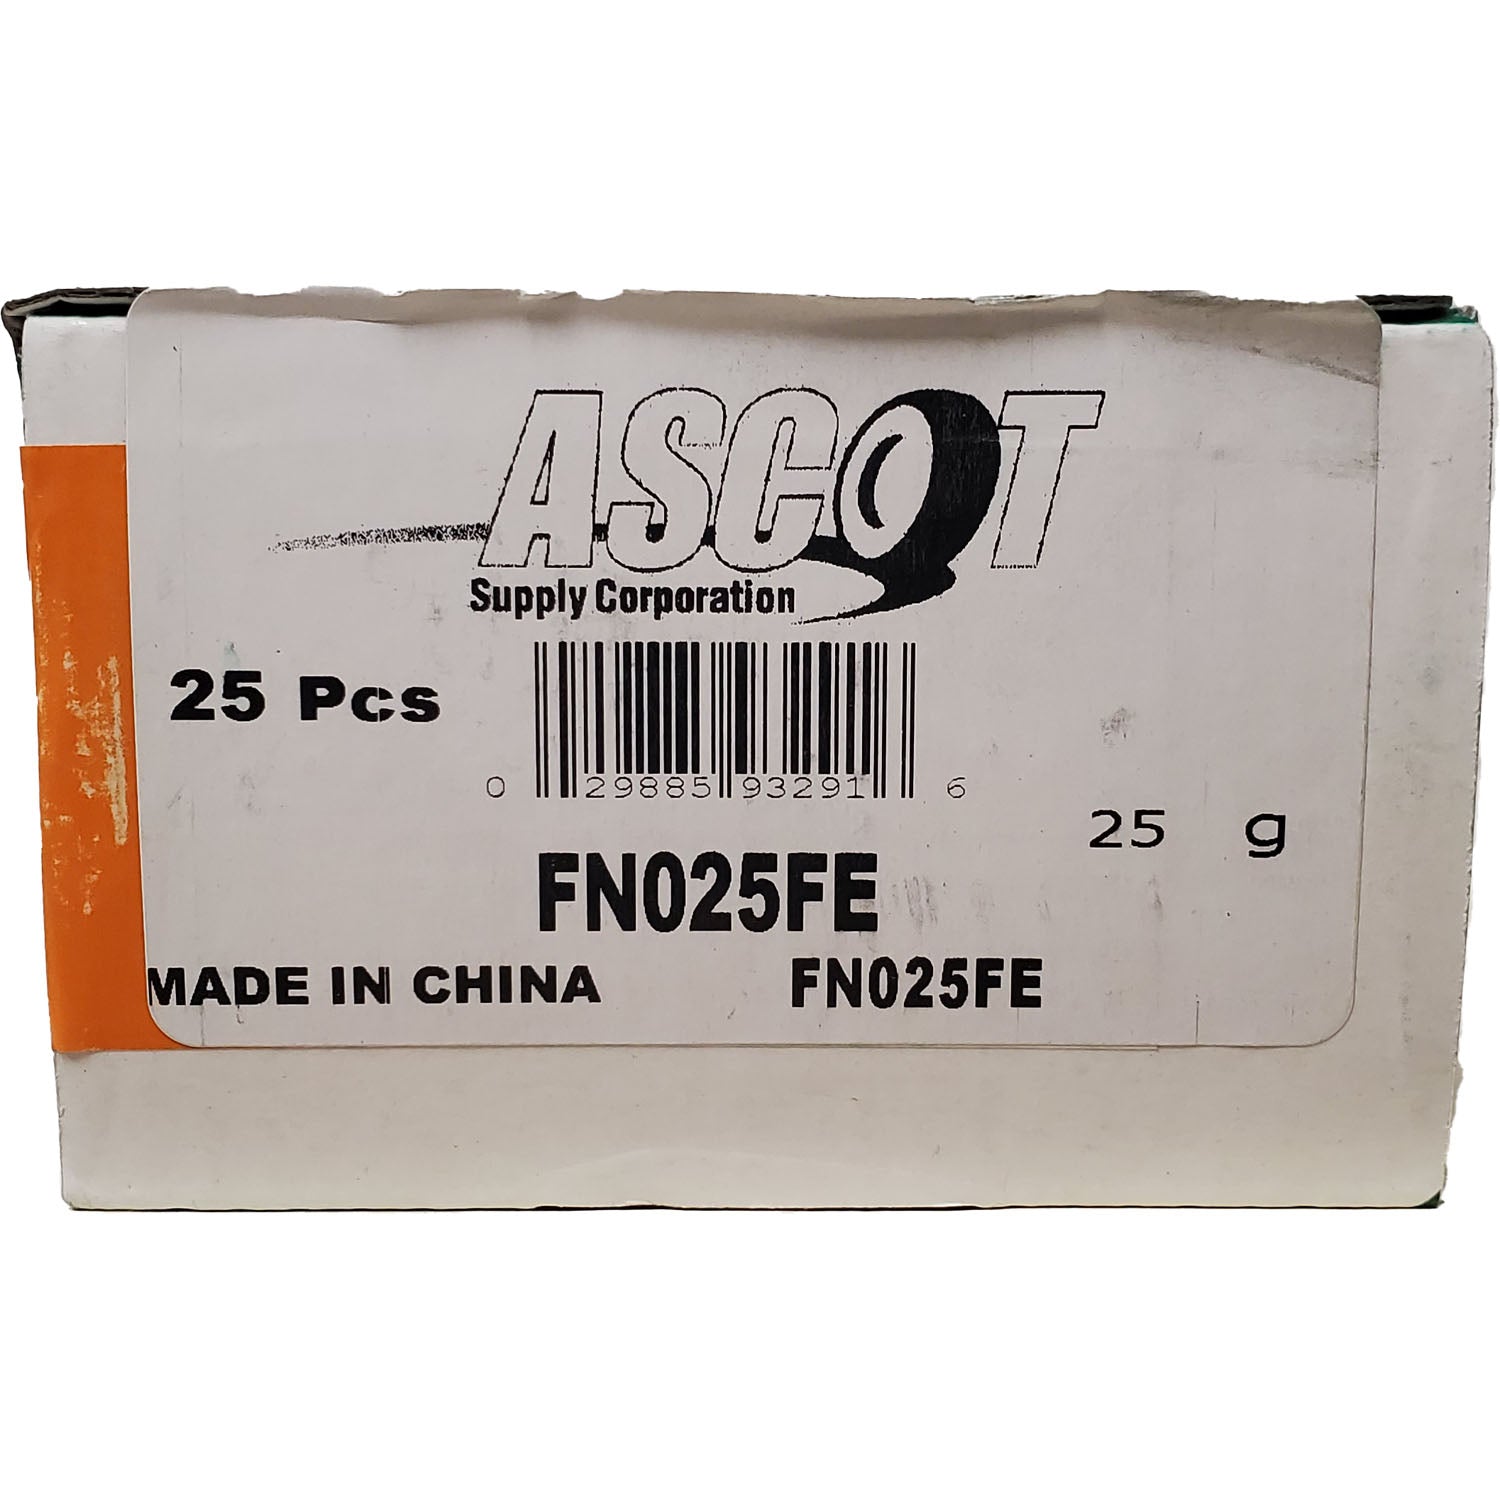 ASCOT
Supply Corporation
25 Pcs
0 29885 93291 6
25 g
FN025FE
MADE IN CHINA FN025FE